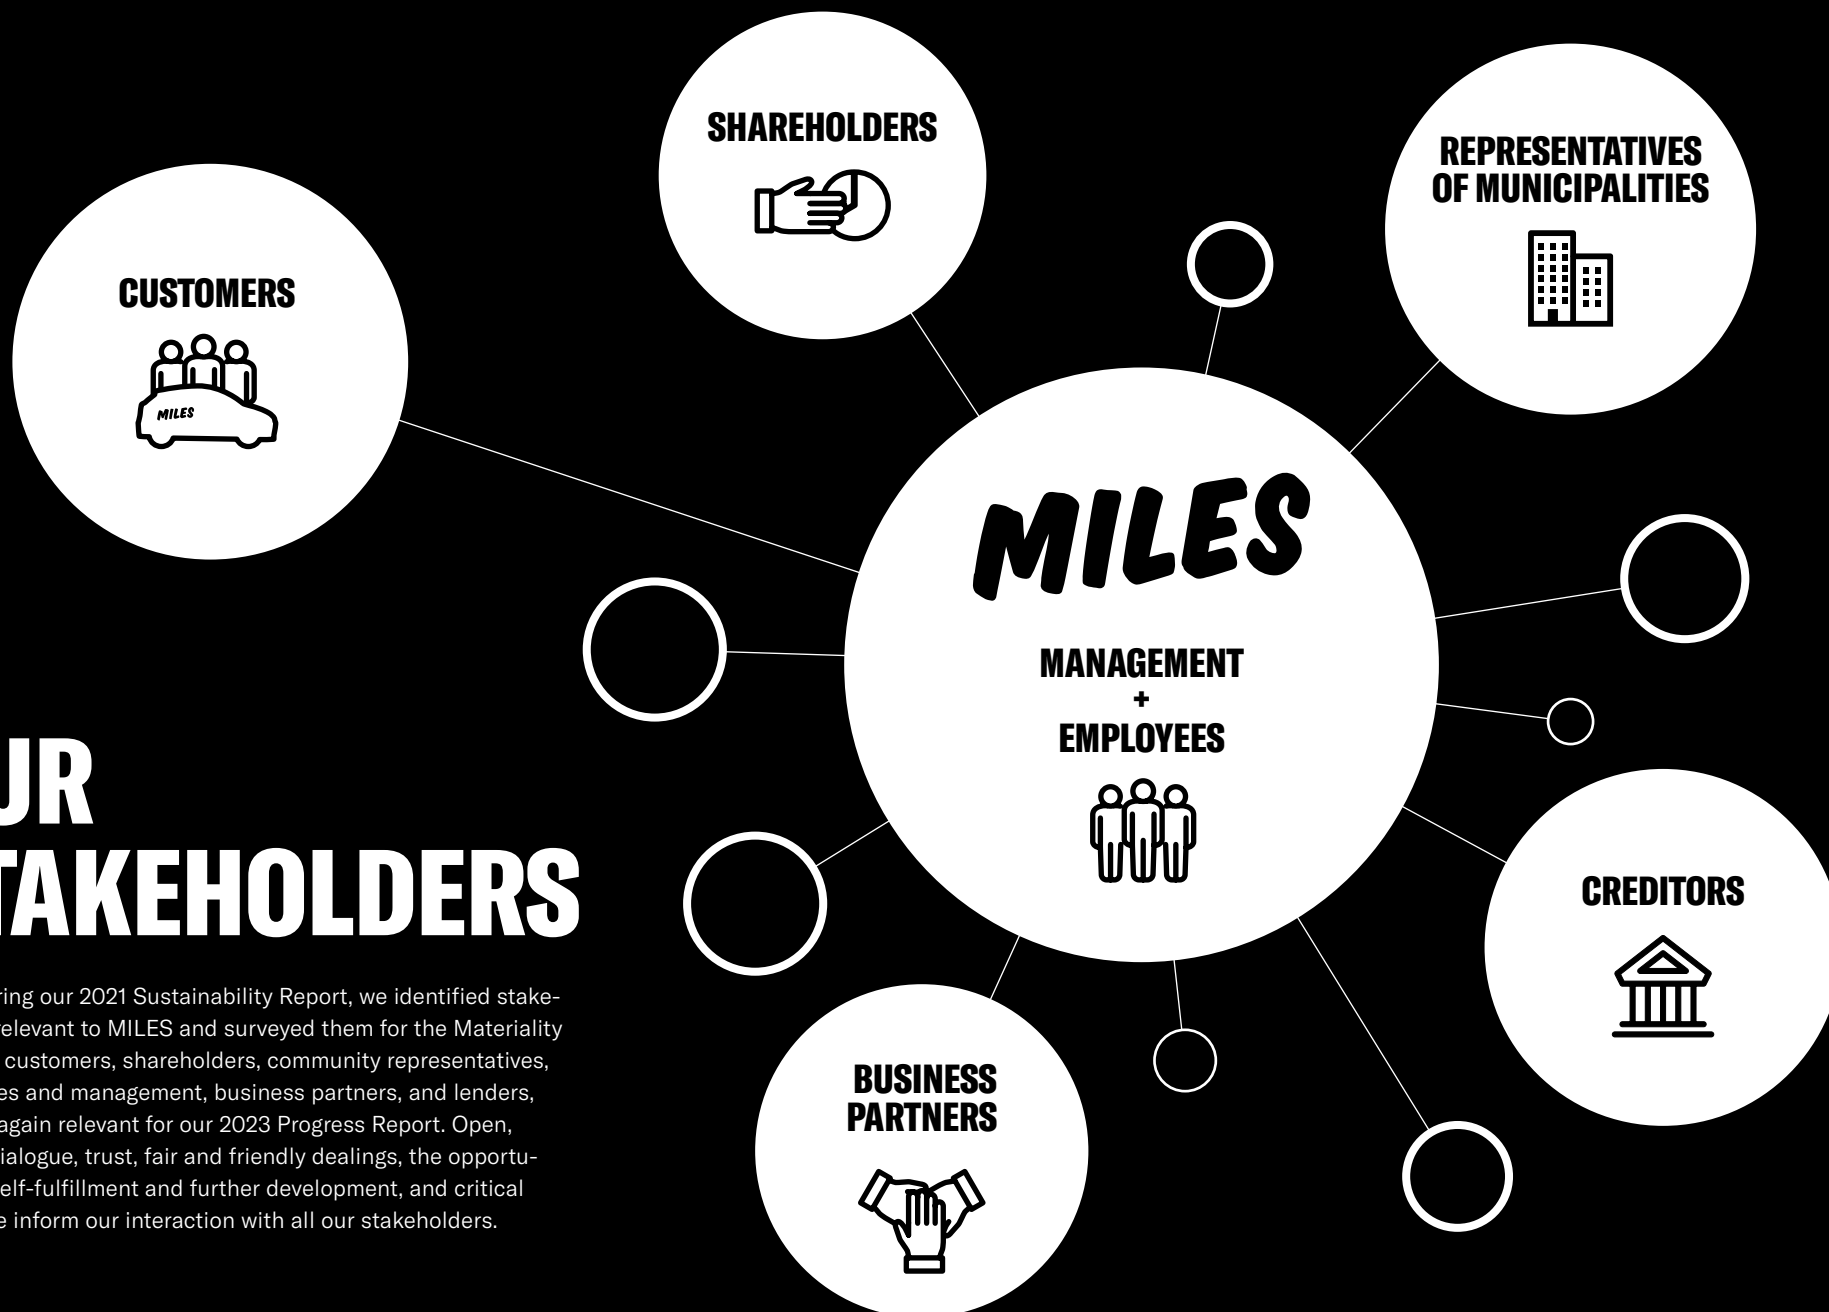 SHAREHOLDERS
REPRESENTATIVES
OF MUNICIPALITIES
CUSTOMERS
MILES
MILES
MANAGEMENT
+
EMPLOYEES
CREDITORS
BUSINESS
PARTNERS
UR
TAKEHOLDERS
ring our 2021 Sustainability Report, we identified stake-
relevant to MILES and surveyed them for the Materiality
customers, shareholders, community representatives,
es and management, business partners, and lenders,
again relevant for our 2023 Progress Report. Open,
ialogue, trust, fair and friendly dealings, the opportu-
elf-fulfillment and further development, and critical
e inform our interaction with all our stakeholders.